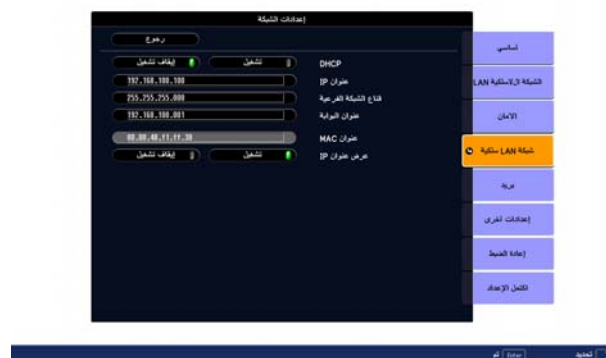 إعدادات الشبكة
رجوع
DHCP تشغيل إيقاف تشغيل
عنوان IP 192.168.100.100
قناع الشبكة الفرعية 255.255.255.000
عنوان البوابة 192.168.100.001
عنوان MAC
عرض عنوان IP تشغيل إيقاف تشغيل
أساسي
الشبكة الاسلكية LAN
الأمان
شبكة LAN سلكية
بريد
إعدادات أخرى
إعادة الضبط
اكتمل الإعداد
تحديد Enter تم